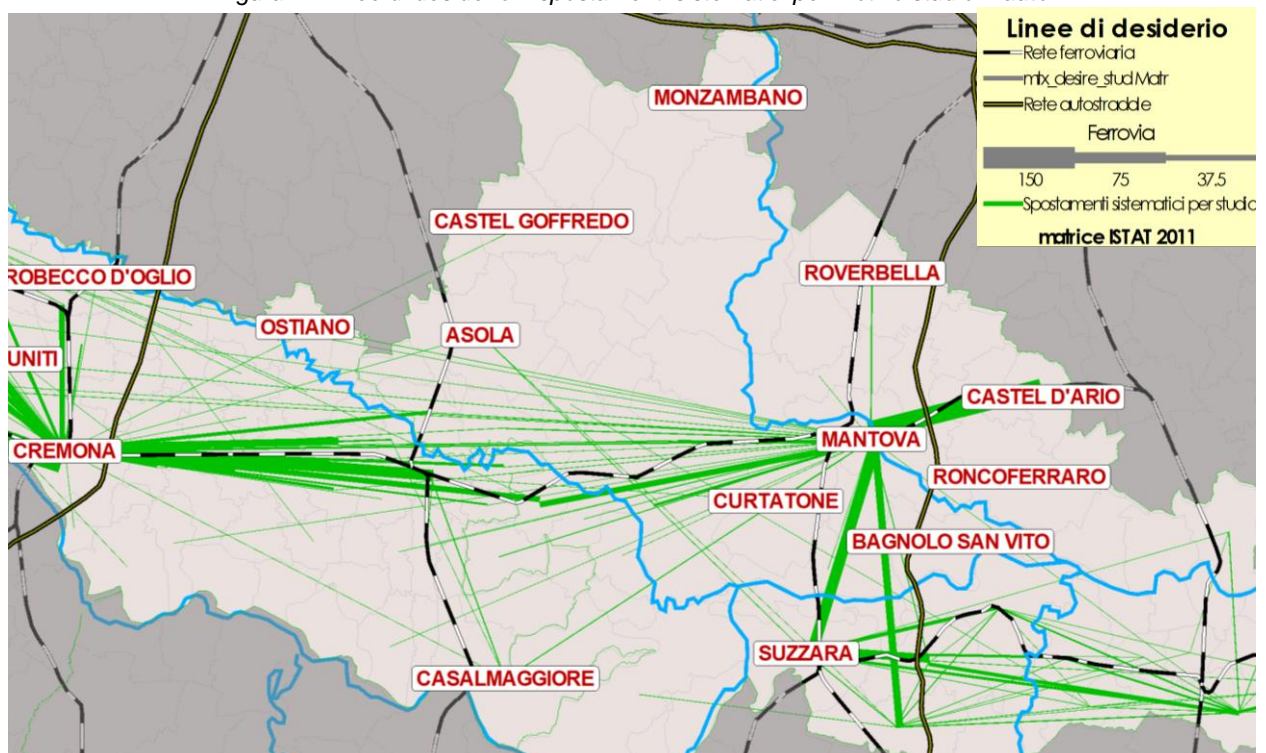 Linee di desiderio
Rete ferroviaria
mtx_desire_stud Matr
Rete autostradale
Ferrovia
150 75 37.5
Spostamenti sistematici per studio
matrice ISTAT 2011
MONZAMBANO
CASTEL GOFFREDO
ROBECCO D'OGLIO
ROVERBELLA
OSTIANO
ASOLA
UNITI
CASTEL D'ARIO
CREMONA
MANTOVA
RONCOFERRARO
CURTATONE
BAGNOLO SAN VITO
SUZZARA
CASALMAGGIORE